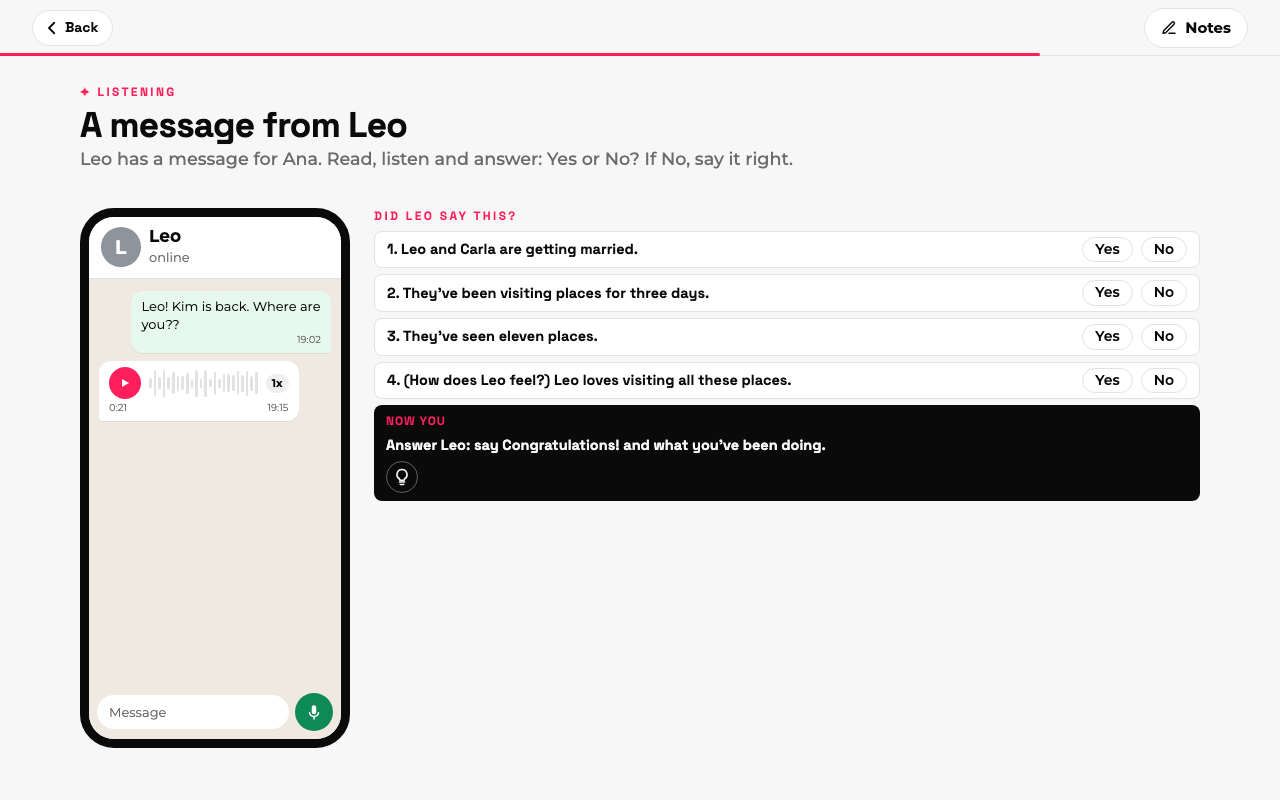 Back
Notes
LISTENING
A message from Leo
Leo has a message for Ana. Read, listen and answer: Yes or No? If No, say it right.
L
Leo
online
Leo! Kim is back. Where are
you??
19:02
1x
0:21
19:15
Message
DID LEO SAY THIS?
1. Leo and Carla are getting married.
Yes
No
2. They've been visiting places for three days.
Yes
No
3. They've seen eleven places.
Yes
No
4. (How does Leo feel?) Leo loves visiting all these places.
Yes
No
NOW YOU
Answer Leo: say Congratulations! and what you've been doing.